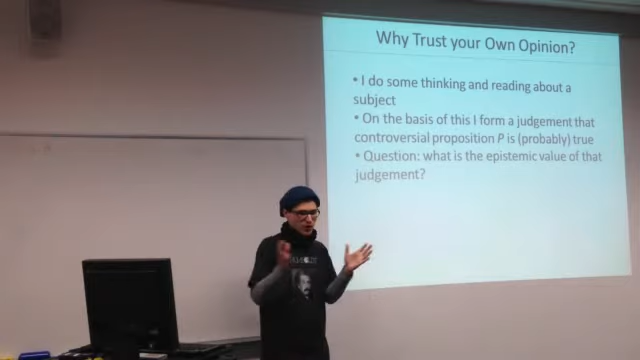 Why Trust your Own Opinion?
• I do some thinking and reading about a
subject
• On the basis of this I form a judgement that
controversial proposition P is (probably) true
• Question: what is the epistemic value of that
judgement?